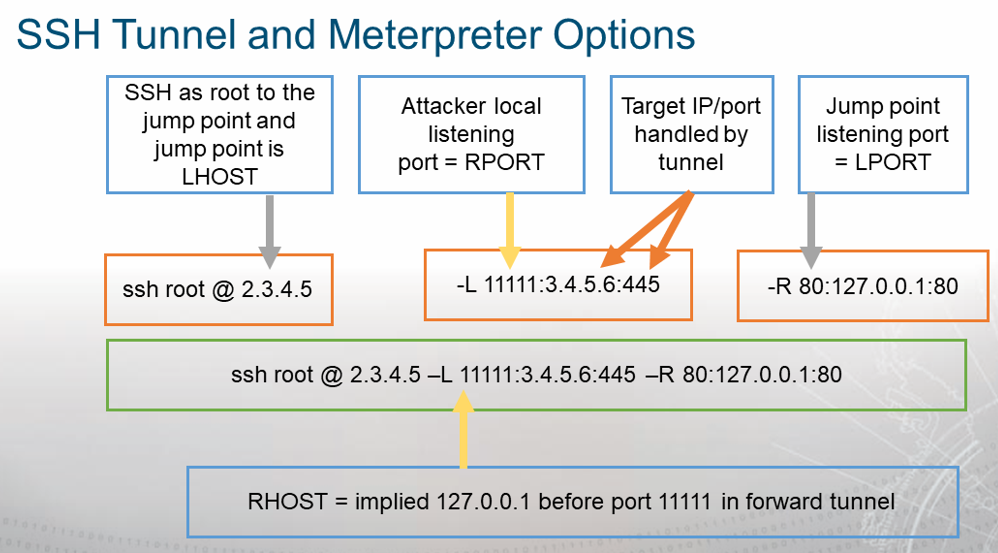 SSH Tunnel and Meterpreter Options
SSH as root to the
jump point and
jump point is
LHOST
Attacker local
listening
port = RPORT
Target IP/port
handled by
tunnel
Jump point
listening port
= LPORT
ssh root @ 2.3.4.5
-L 11111:3.4.5.6:445
-R 80:127.0.0.1:80
ssh root @ 2.3.4.5 –L 11111:3.4.5.6:445 –R 80:127.0.0.1:80
RHOST = implied 127.0.0.1 before port 11111 in forward tunnel